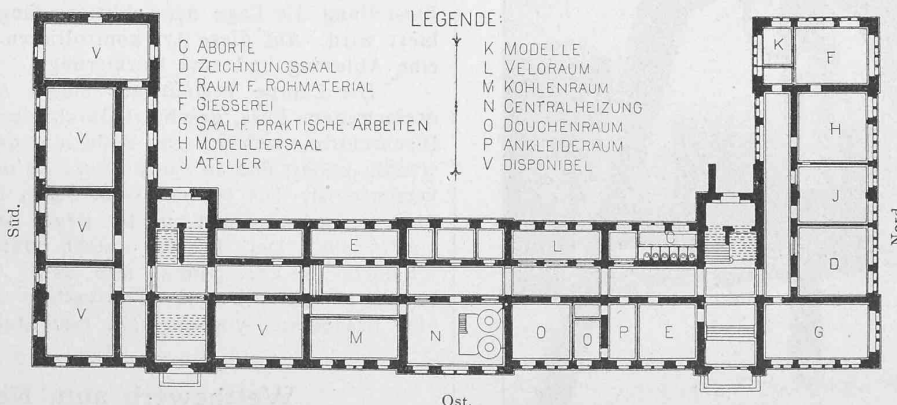 LEGENDE:
C ABORTE
D ZEICHNUNGSSAAL
E RAUM F. ROHMATERIAL
F GIESSEREI
G SAAL F. PRAKTISCHE ARBEITEN
H MODELLIERSAAL
J ATELIER
K MODELLE
L VELORAUM
M KOHLENRAUM
N CENTRALHEIZUNG
O DOUCHENRAUM
P ANKLEIDERAUM
V DISPONIBEL
V
K F
V
H
J
V
Süd.
Nord
E
L
C
D
V
V
M
N
O
O
P
E
G
Ost.